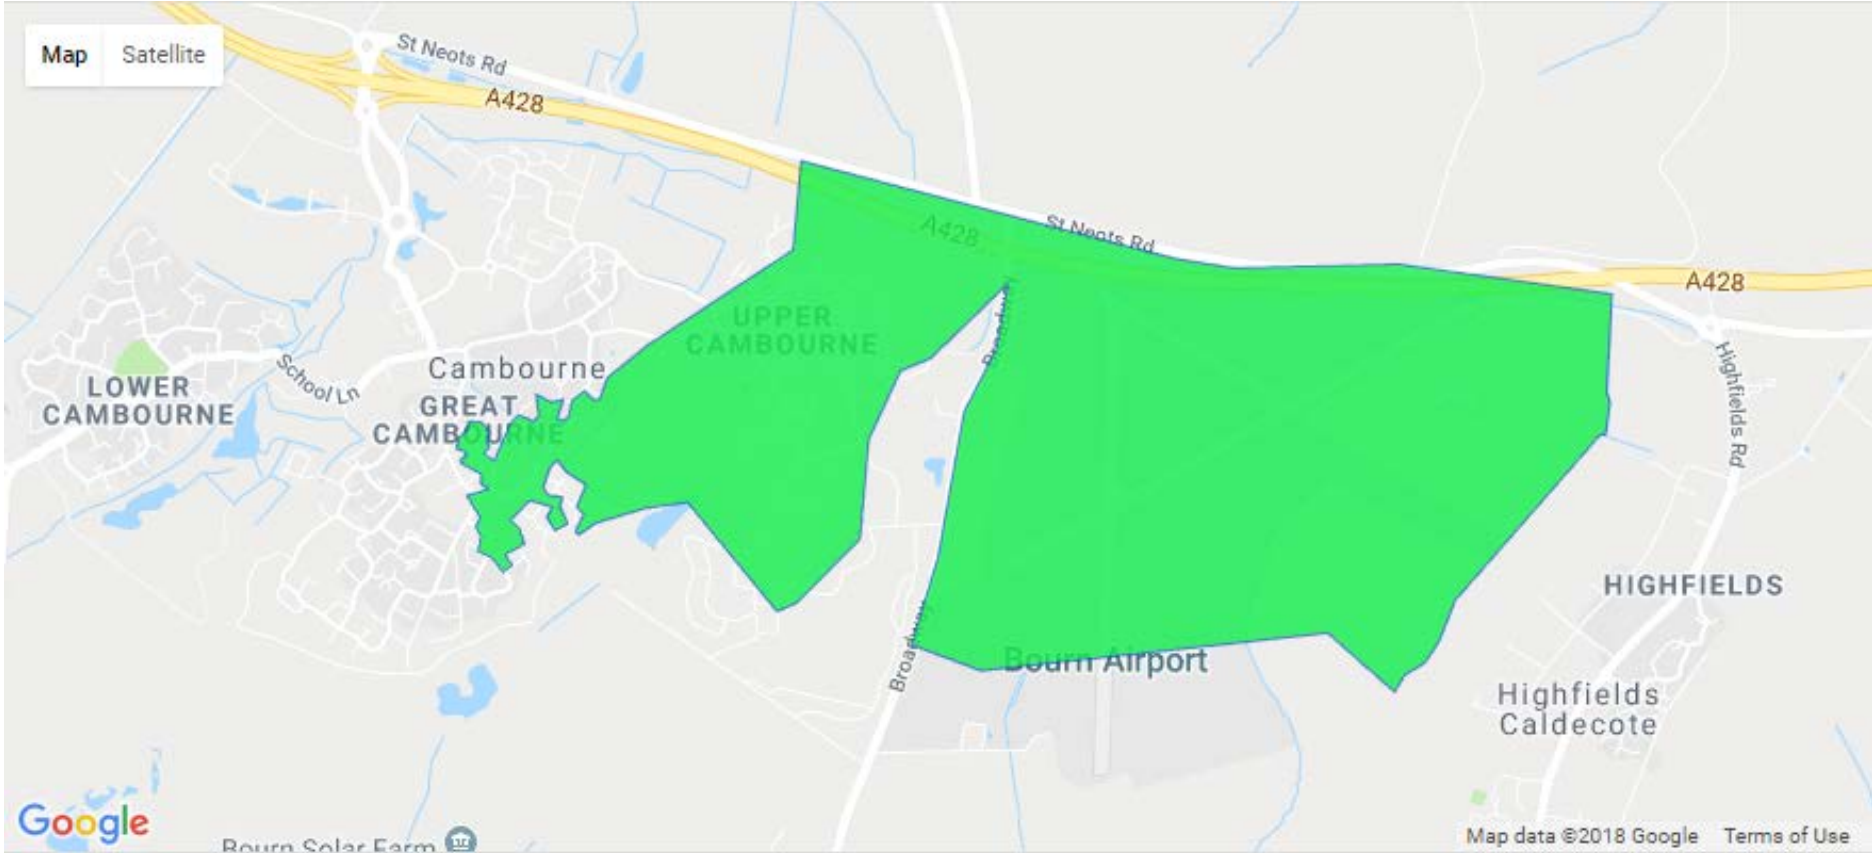 Map Satellite
St Neots Rd
A428
A428
St Neots Rd
A428
Broadway
UPPER
CAMBOURNE
Cambourne
School Ln
LOWER
CAMBOURNE
GREAT
CAMBOURNE
Highfields Rd
HIGHFIELDS
Broadway
Bourn Airport
Highfields
Caldecote
Google
Bourn Solar Farm
Map data ©2018 Google Terms of Use